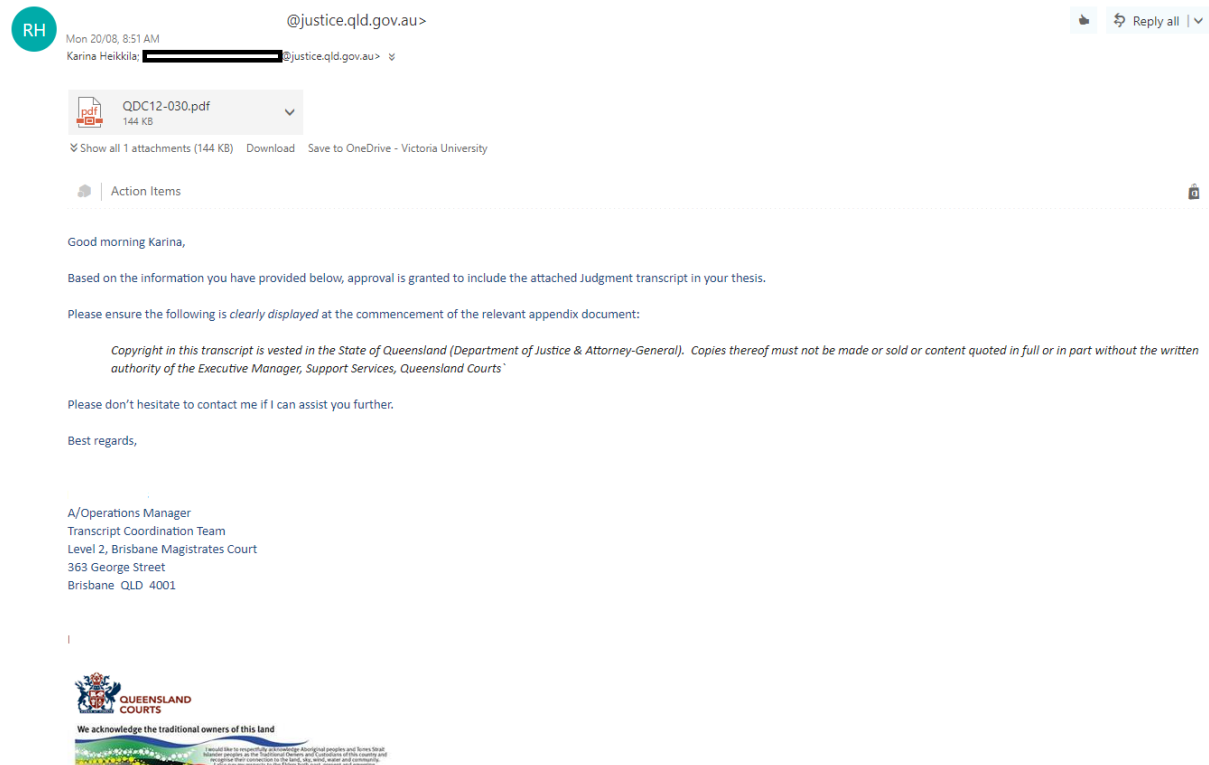 RH
@justice.qld.gov.au>
Reply all
Mon 20/08, 8:51 AM
Karina Heikkila; @justice.qld.gov.au>
pdf
QDC12-030.pdf
144 KB
Show all 1 attachments (144 KB) Download Save to OneDrive - Victoria University
Action Items
Good morning Karina,
Based on the information you have provided below, approval is granted to include the attached Judgment transcript in your thesis.
Please ensure the following is clearly displayed at the commencement of the relevant appendix document:
Copyright in this transcript is vested in the State of Queensland (Department of Justice & Attorney-General). Copies thereof must not be made or sold or content quoted in full or in part without the written
authority of the Executive Manager, Support Services, Queensland Courts`
Please don't hesitate to contact me if I can assist you further.
Best regards,
A/Operations Manager
Transcript Coordination Team
Level 2, Brisbane Magistrates Court
363 George Street
Brisbane QLD 4001
|
QUEENSLAND
COURTS
We acknowledge the traditional owners of this land
I would like to respectfully acknowledge Aboriginal peoples and Torres Strait
Islander peoples as the Traditional Owners and Custodians of this country and
recognise their connection to the land, sky, wind, water and community.